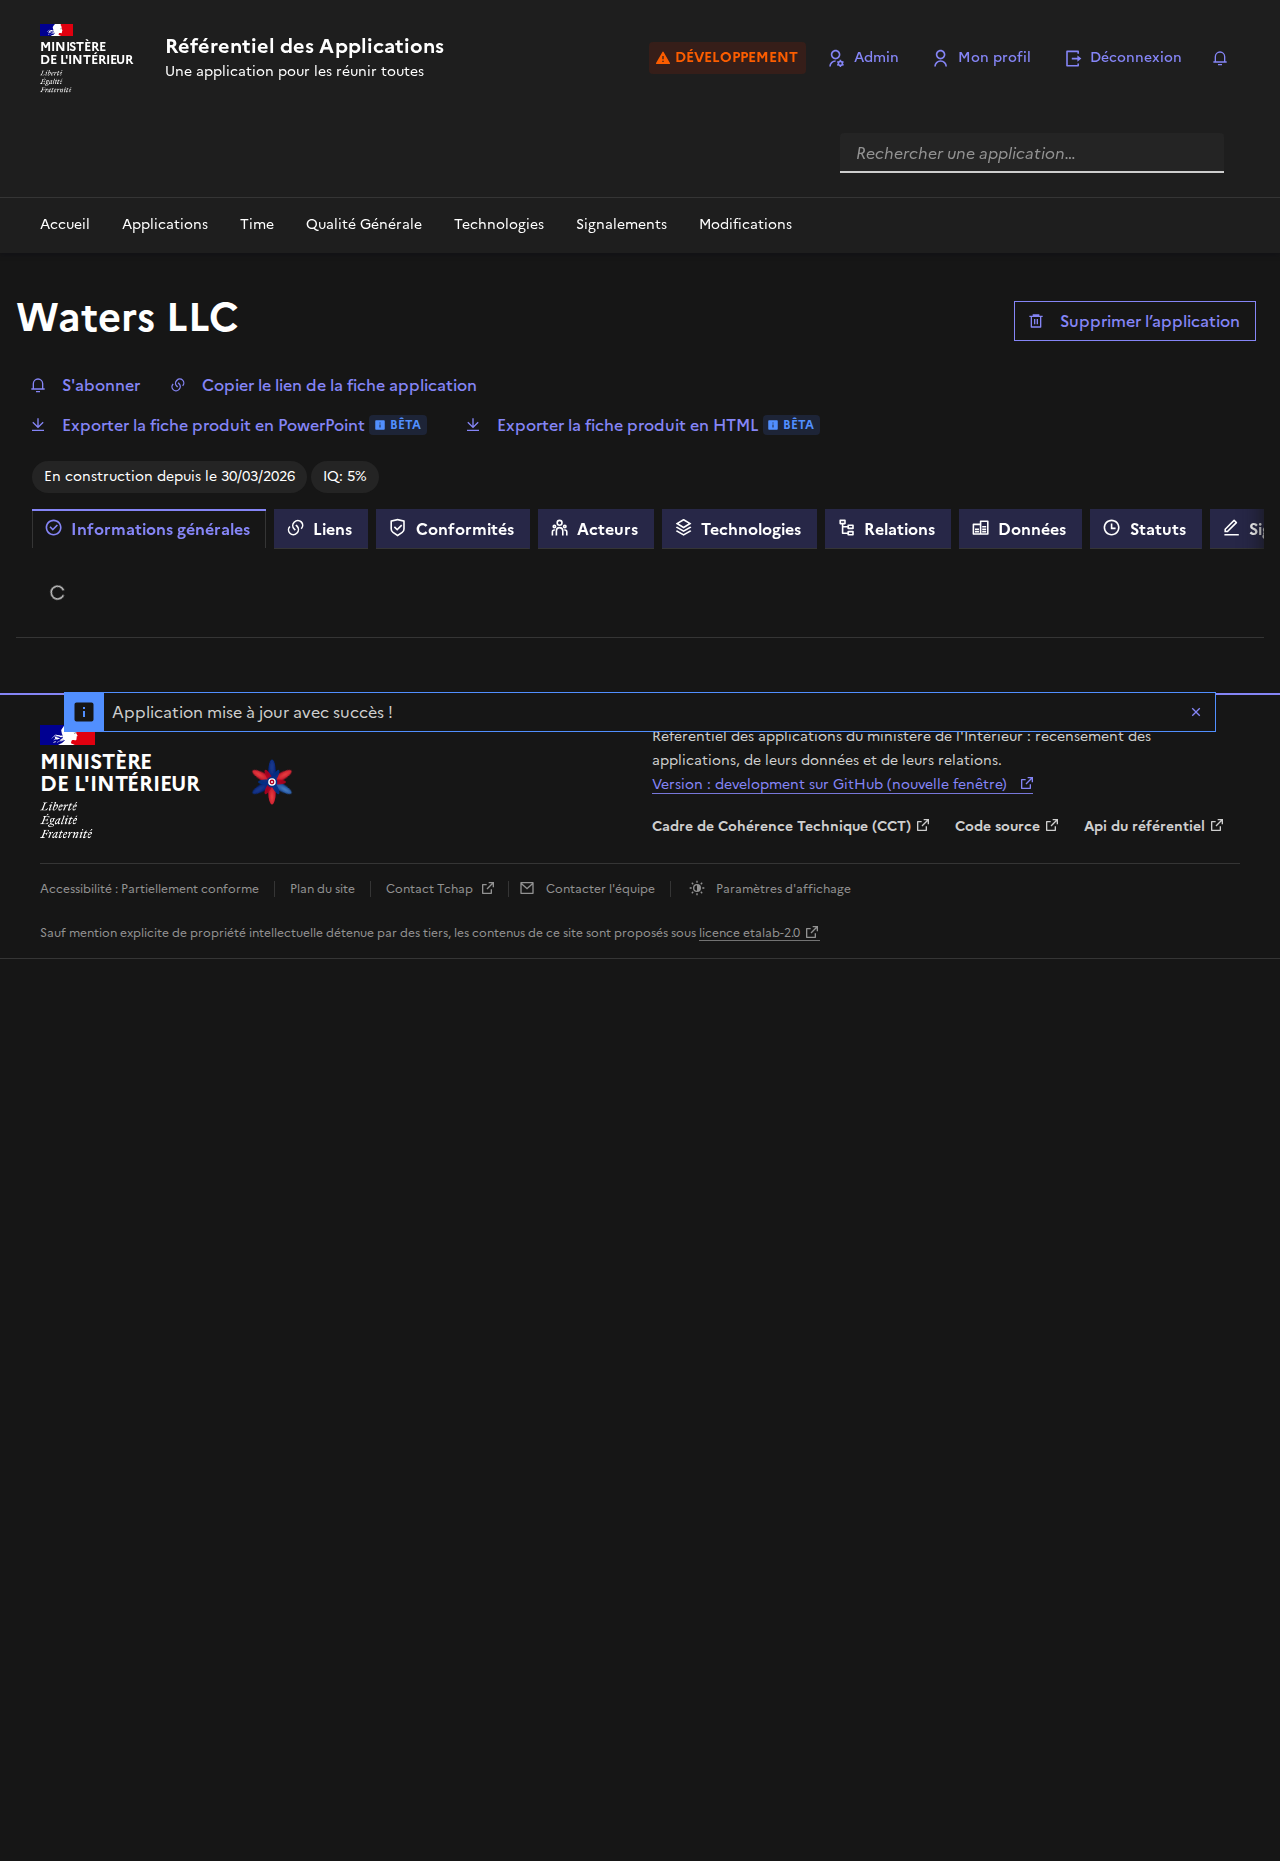 MINISTÈRE
DE L'INTÉRIEUR
Liberté
Égalité
Fraternité
Référentiel des Applications
Une application pour les réunir toutes
DÉVELOPPEMENT
Admin
Mon profil
Déconnexion
Rechercher une application…
Accueil
Applications
Time
Qualité Générale
Technologies
Signalements
Modifications
Waters LLC
Supprimer l’application
S'abonner
Copier le lien de la fiche application
Exporter la fiche produit en PowerPoint BÊTA
Exporter la fiche produit en HTML BÊTA
En construction depuis le 30/03/2026
IQ: 5%
Informations générales
Liens
Conformités
Acteurs
Technologies
Relations
Données
Statuts
Application mise à jour avec succès !
MINISTÈRE
DE L'INTÉRIEUR
Liberté
Égalité
Fraternité
Référentiel des applications du ministère de l'Intérieur : recensement des
applications, de leurs données et de leurs relations.
Version : development sur GitHub (nouvelle fenêtre)
Cadre de Cohérence Technique (CCT)
Code source
Api du référentiel
Accessibilité : Partiellement conforme
Plan du site
Contact Tchap
Contacter l'équipe
Paramètres d'affichage
Sauf mention explicite de propriété intellectuelle détenue par des tiers, les contenus de ce site sont proposés sous licence etalab-2.0